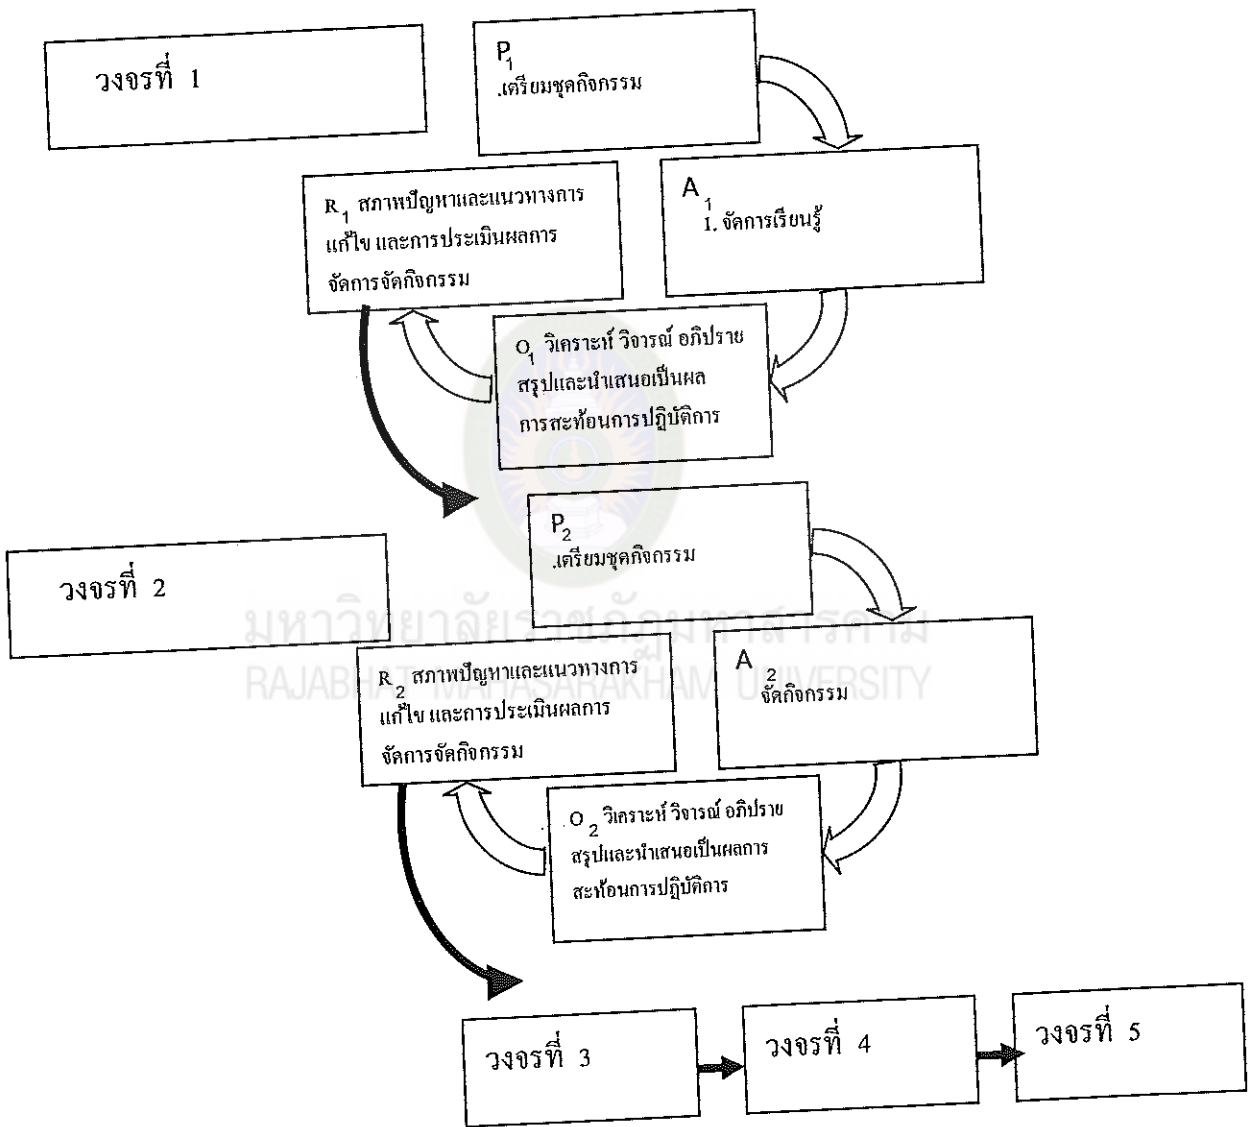 วงจรที่ 1
P1
.เตรียมชุดกิจกรรม
A1
1. จัดการเรียนรู้
R1 สภาพปัญหาและแนวทางการ
แก้ไข และการประเมินผลการ
จัดการจัดกิจกรรม
O1 วิเคราะห์ วิจารณ์ อภิปราย
สรุปและนำเสนอเป็นผล
การสะท้อนการปฏิบัติการ
วงจรที่ 2
P2
.เตรียมชุดกิจกรรม
มหาวิทยาลัยราชภัฏมหาสารคาม
RAJABHAT MAHASARAKHAM UNIVERSITY
A2
จัดกิจกรรม
R2 สภาพปัญหาและแนวทางการ
แก้ไข และการประเมินผลการ
จัดการจัดกิจกรรม
O2 วิเคราะห์ วิจารณ์ อภิปราย
สรุปและนำเสนอเป็นผลการ
สะท้อนการปฏิบัติการ
วงจรที่ 3
วงจรที่ 4
วงจรที่ 5